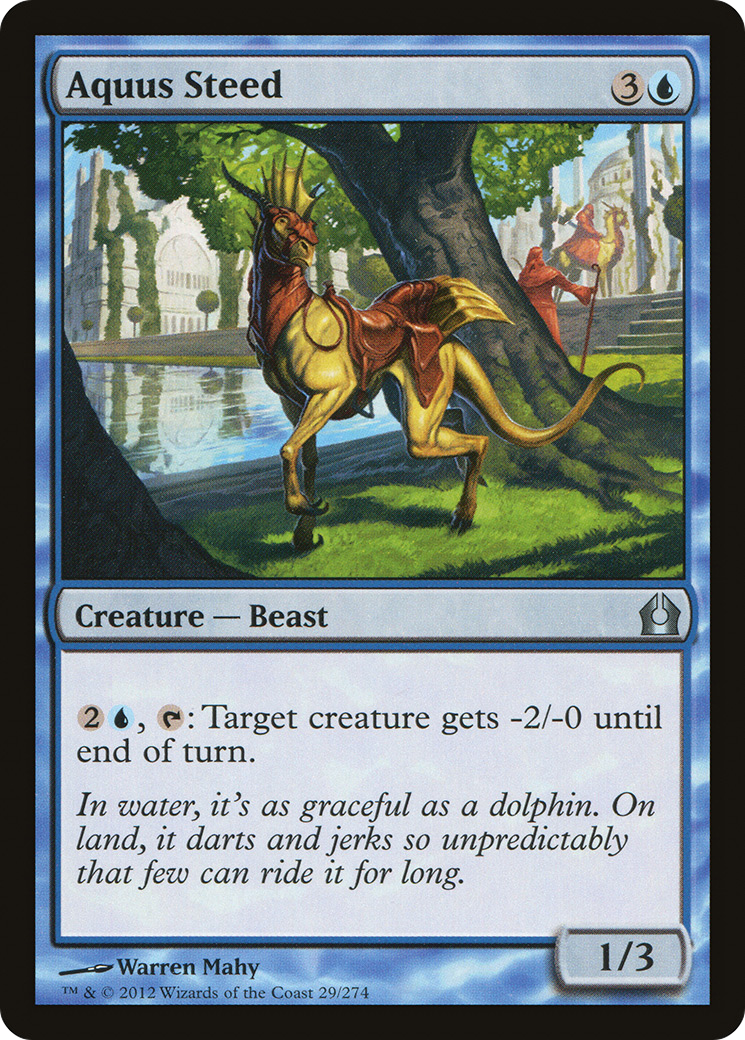 Aquus Steed 3
Creature — Beast
2 , : Target creature gets -2/-0 until
end of turn.
In water, it's as graceful as a dolphin. On
land, it darts and jerks so unpredictably
that few can ride it for long.
1/3
Warren Mahy
™ & © 2012 Wizards of the Coast 29/274